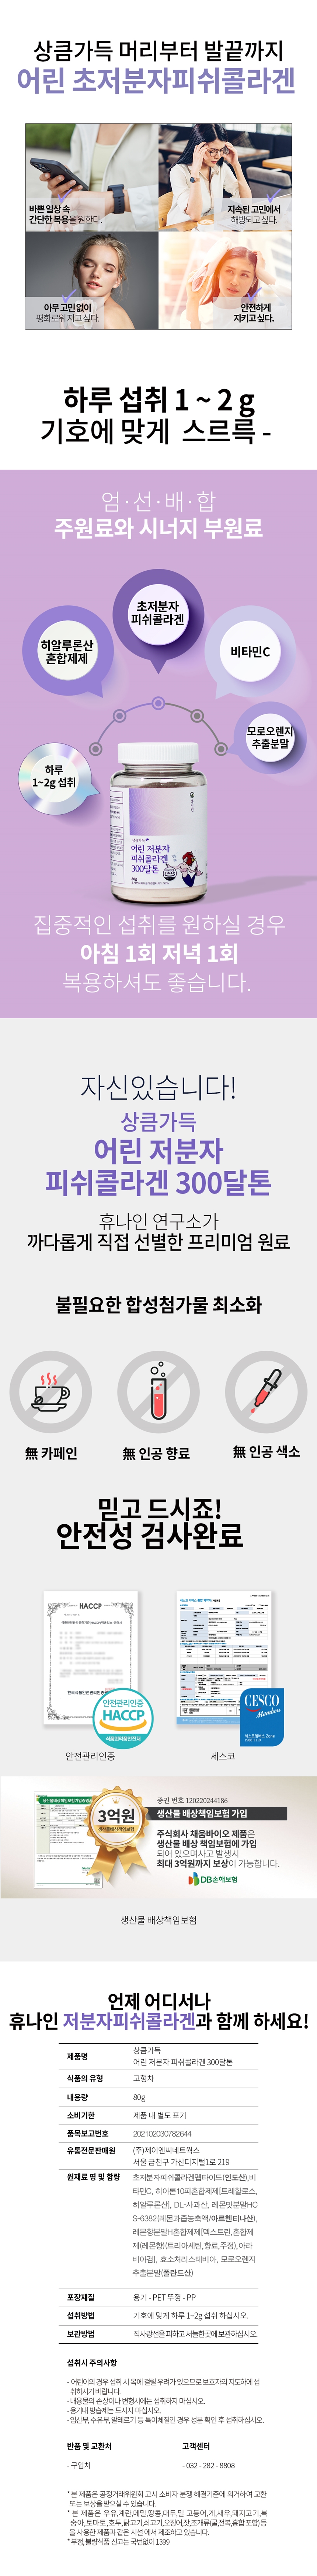 상큼가득 머리부터 발끝까지
어린 초저분자피쉬콜라겐
바쁜 일상 속
간단한 복용을 원한다.
지속된 고민에서
해방되고 싶다.
아무 고민 없이
평화로워 지고 싶다.
안전하게
지키고 싶다.
하루 섭취 1 ~ 2 g
기호에 맞게 스르륵 -
엄·선·배·합
주원료와 시너지 부원료
초저분자
피쉬콜라겐
히알루론산
혼합제제
비타민C
모로오렌지
추출분말
하루
1~2g 섭취
상큼가득
어린 저분자
피쉬콜라겐
300달톤
집중적인 섭취를 원하실 경우
아침 1회 저녁 1회
복용하셔도 좋습니다.
자신있습니다!
상큼가득
어린 저분자
피쉬콜라겐 300달톤
휴나인 연구소가
까다롭게 직접 선별한 프리미엄 원료
불필요한 합성첨가물 최소화
無 카페인
無 인공 향료
無 인공 색소
믿고 드시죠!
안전성 검사완료
HACCP
안전관리인증
HACCP
식품의약품안전처
CESCO
Members
세스코멤버스 Zone
안전관리인증
세스코
3억원
생산물배상책임보험
증권 번호 120220244186
생산물 배상책임보험 가입
주식회사 채움바이오 제품은
생산물 배상 책임보험에 가입
되어 있으며사고 발생시
최대 3억원까지 보상이 가능합니다.
DB손해보험
생산물 배상책임보험
언제 어디서나
휴나인 저분자피쉬콜라겐과 함께 하세요!
제품명
상큼가득
어린 저분자 피쉬콜라겐 300달톤
식품의 유형 고형차
내용량 80g
소비기한 제품 내 별도 표기
품목보고번호 202102030782644
유통전문판매원 (주)제이엔씨네트웍스
서울 금천구 가산디지털1로 219
원재료 명 및 함량 초저분자피쉬콜라겐펩타이드(인도산),비
타민C, 히아론10피혼합제제[트레할로스,
히알루론산], DL-사과산, 레몬맛분말HC
S-6382(레몬과즙농축액/아르헨티나산),
레몬향분말H혼합제제[덱스트린,혼합제
제(레몬향)(트리아세틴,향료,주정),아라
비아검], 효소처리스테비아, 모로오렌지
추출분말(폴란드산)
포장재질 용기 - PET 뚜껑 - PP
섭취방법 기호에 맞게 하루 1~2g 섭취 하십시오.
보관방법 직사광선을 피하고 서늘한곳에 보관하십시오.
섭취시 주의사항
- 어린이의 경우 섭취 시 목에 걸릴 우려가 있으므로 보호자의 지도하에 섭
취하시기 바랍니다.
- 내용물의 손상이나 변형시에는 섭취하지 마십시오.
- 용기내 방습제는 드시지 마십시오.
- 임산부, 수유부, 알레르기 등 특이체질인 경우 성분 확인 후 섭취하십시오.
반품 및 교환처 고객센터
- 구입처 - 032 - 282 - 8808
* 본 제품은 공정거래위원회 고시 소비자 분쟁 해결기준에 의거하여 교환
또는 보상을 받으실 수 있습니다.
* 본 제품은 우유,계란,메밀,땅콩,대두,밀 고등어,게,새우,돼지고기,복
숭아,토마토,호두,닭고기,쇠고기,오징어,잣,조개류(굴,전복,홍합 포함) 등
을 사용한 제품과 같은 시설 에서 제조하고 있습니다.
* 부정, 불량식품 신고는 국번없이 1399